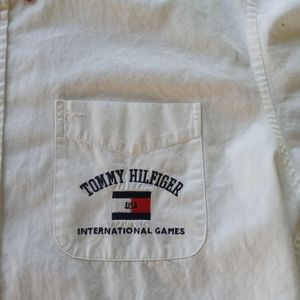 TOMMY HILFIGER
USA
INTERNATIONAL GAMES